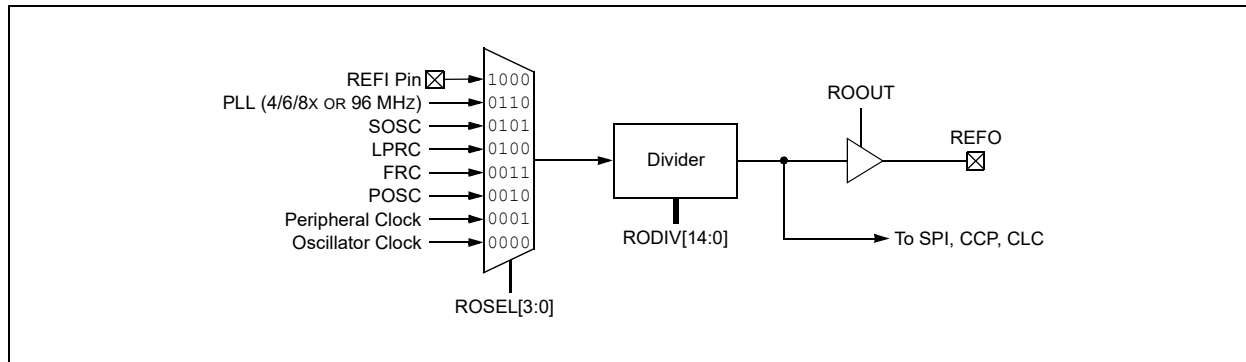 REFI Pin
1000
PLL (4/6/8X OR 96 MHZ)
0110
SOSC
0101
LPRC
0100
FRC
0011
POSC
0010
Peripheral Clock
0001
Oscillator Clock
0000
ROSEL[3:0]
Divider
RODIV[14:0]
ROOUT
REFO
To SPI, CCP, CLC